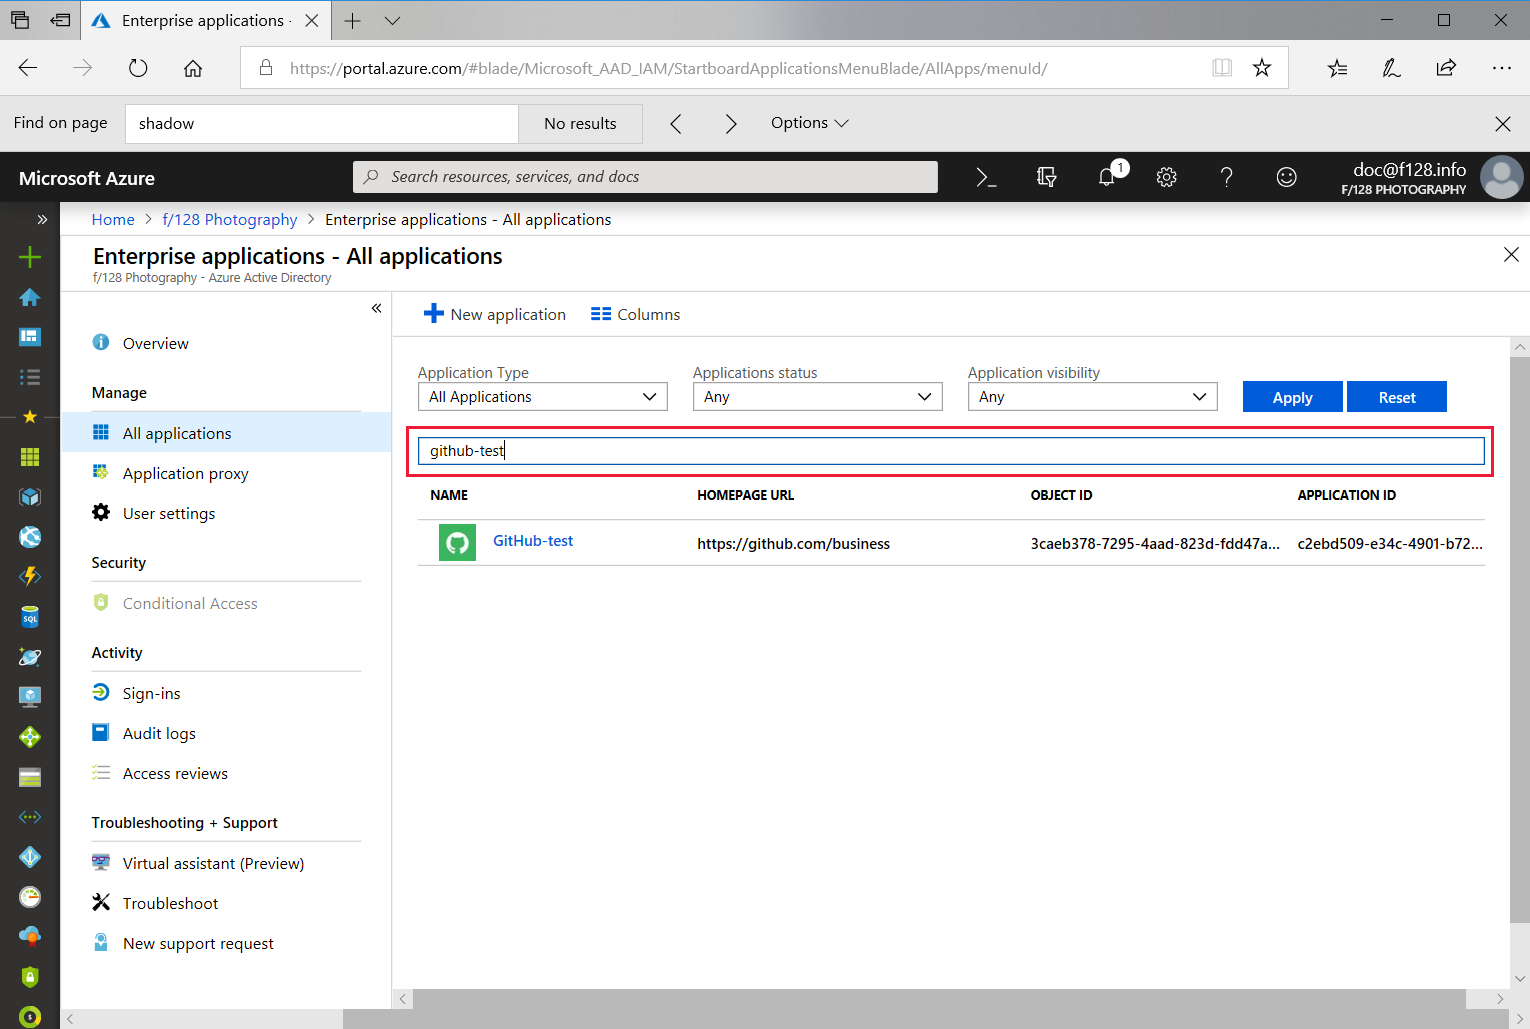 Enterprise applications -
https://portal.azure.com/#blade/Microsoft_AAD_IAM/StartboardApplicationsMenuBlade/AllApps/menuId/
Find on page shadow No results Options
Microsoft Azure Search resources, services, and docs 1 doc@f128.info
F/128 PHOTOGRAPHY
Home > f/128 Photography > Enterprise applications - All applications
Enterprise applications - All applications
f/128 Photography - Azure Active Directory
Overview
Manage
All applications
Application proxy
User settings
Security
Conditional Access
Activity
Sign-ins
Audit logs
Access reviews
Troubleshooting + Support
Virtual assistant (Preview)
Troubleshoot
New support request
SQL
New application Columns
Application Type Applications status Application visibility
All Applications Any Any Apply Reset
github-test
NAME HOMEPAGE URL OBJECT ID APPLICATION ID
GitHub-test https://github.com/business 3caeb378-7295-4aad-823d-fdd47a... c2ebd509-e34c-4901-b72...